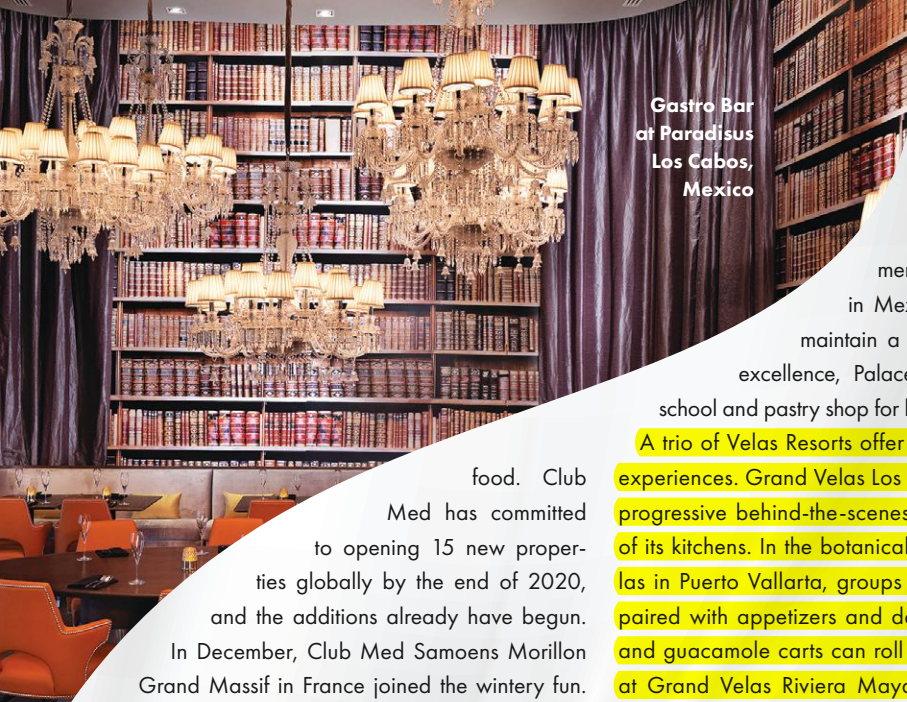 Gastro Bar
at Paradisus
Los Cabos,
Mexico
food. Club
Med has committed
to opening 15 new proper-
ties globally by the end of 2020,
and the additions already have begun.
In December, Club Med Samoens Morillon
Grand Massif in France joined the wintery fun.
in
maintain a
excellence,
school and pastry shop for
A trio of Velas Resorts offer
experiences. Grand Velas Los
progressive behind-the-scenes
of its kitchens. In the botanical
las in Puerto Vallarta, groups
paired with appetizers and
and guacamole carts can roll
at Grand Velas Riviera